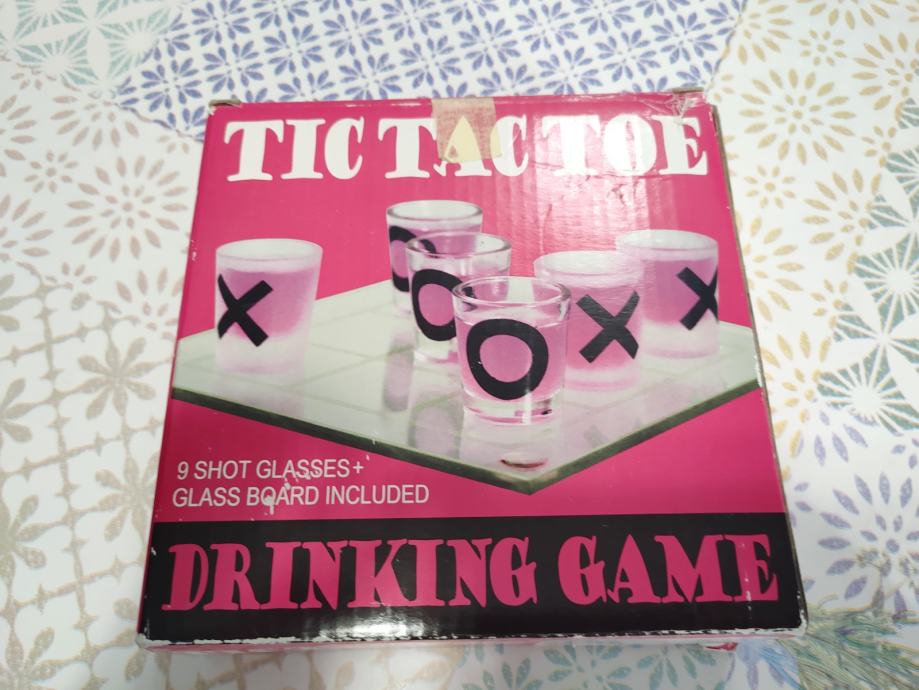 TIC TAC TOE
X
O
O
O
X
X
9 SHOT GLASSES+
GLASS BOARD INCLUDED
DRINKING GAME